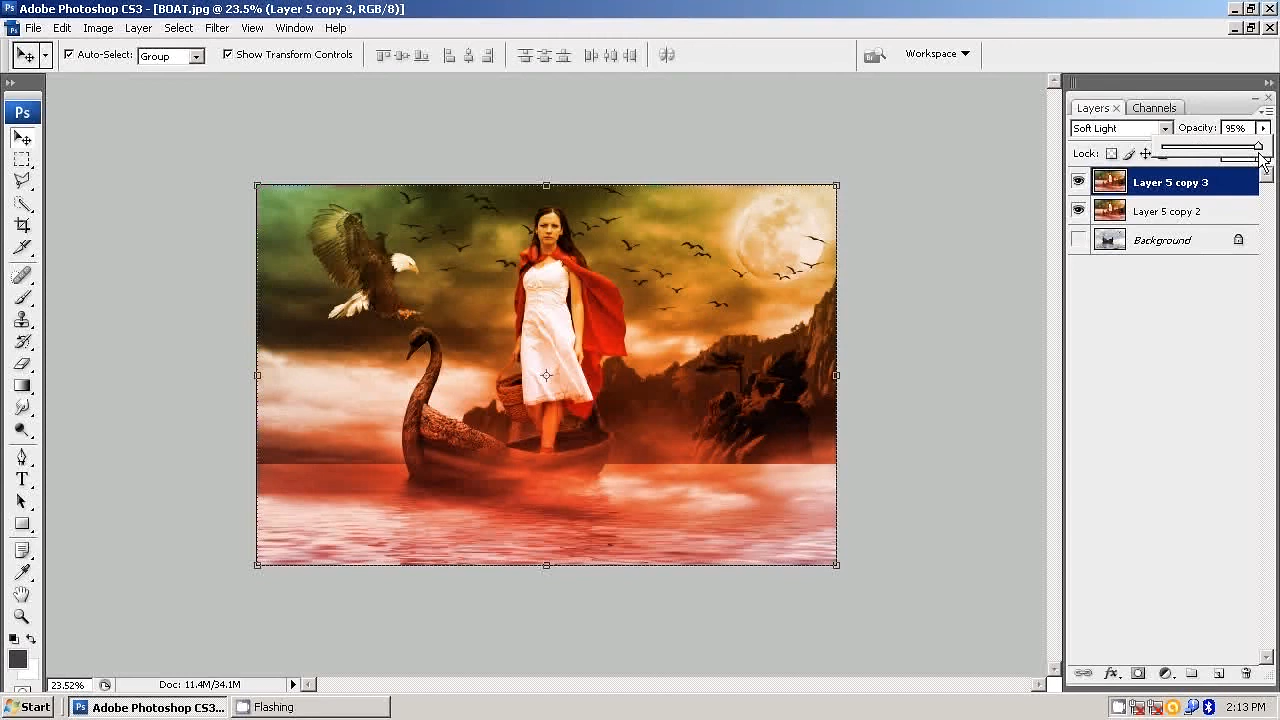 Adobe Photoshop CS3 - [BOAT.jpg @ 23.5% (Layer 5 copy 3, RGB/8)]
File Edit Image Layer Select Filter View Window Help
Auto-Select: Group Show Transform Controls Workspace
Ps
Layers Channels
Soft Light Opacity: 95%
Lock:
Layer 5 copy 3
Layer 5 copy 2
Background
T
23.52% Doc: 11.4M/34.1M
Start Ps Adobe Photoshop CS3... Flashing 2:13 PM